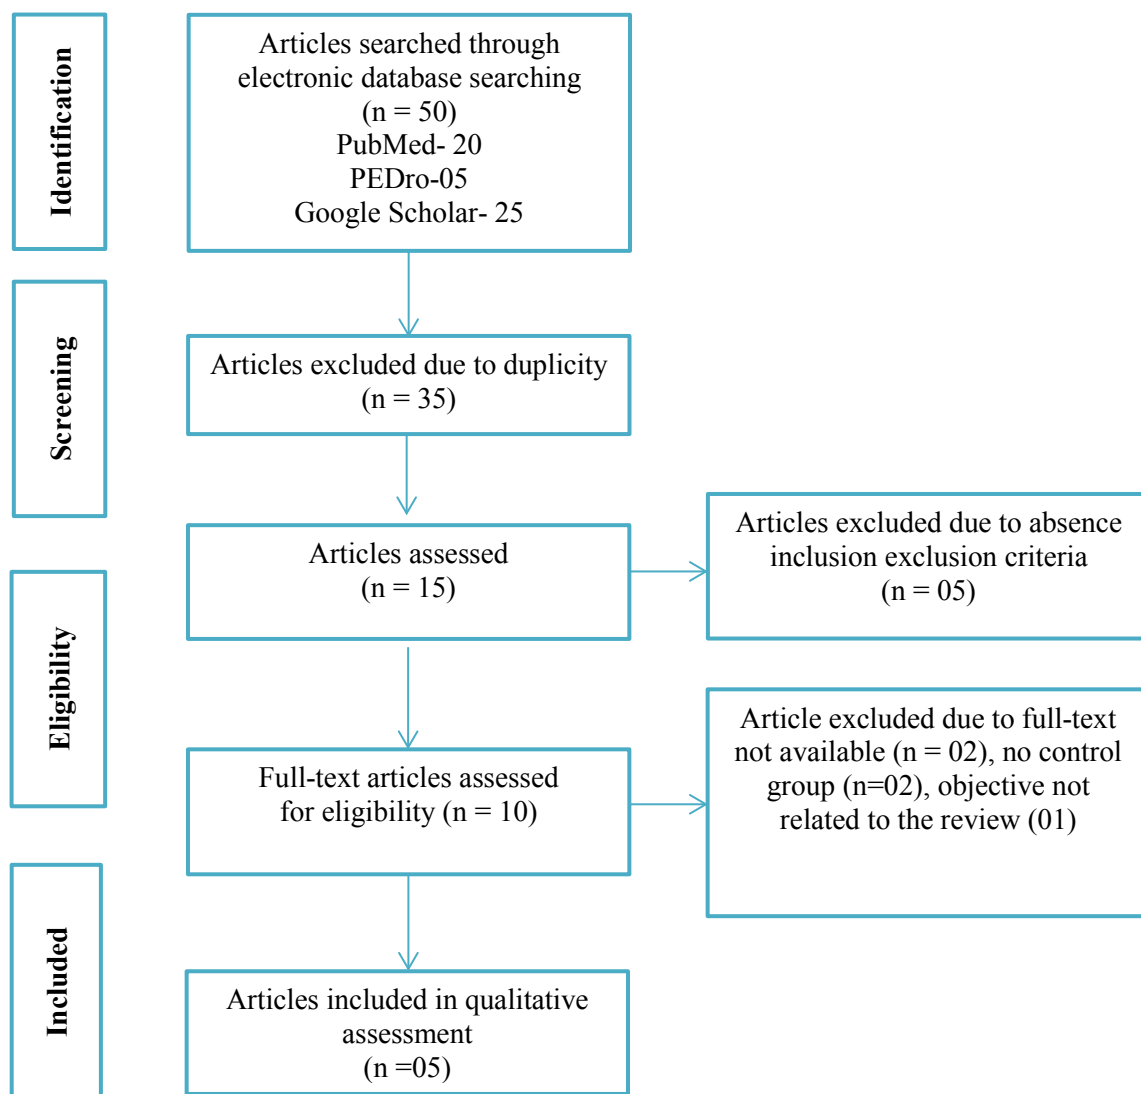 Identification
Articles searched through
electronic database searching
(n = 50)
PubMed- 20
PEDro-05
Google Scholar- 25
Screening
Articles excluded due to duplicity
(n = 35)
Articles assessed
(n = 15)
Articles excluded due to absence
inclusion exclusion criteria
(n = 05)
Eligibility
Full-text articles assessed
for eligibility (n = 10)
Article excluded due to full-text
not available (n = 02), no control
group (n=02), objective not
related to the review (01)
Included
Articles included in qualitative
assessment
(n =05)